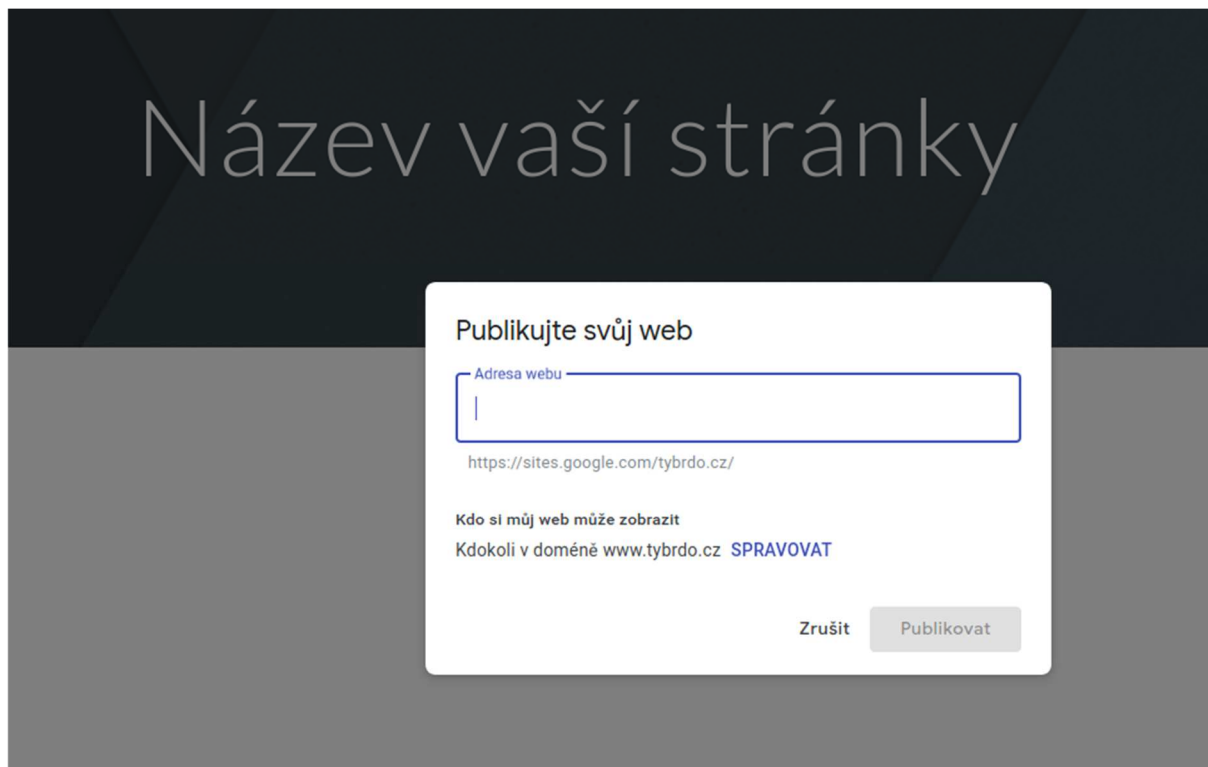 Název vaší stránky
Publikujte svůj web
Adresa webu
https://sites.google.com/tybrdo.cz/
Kdo si můj web může zobrazit
Kdokoli v doméně www.tybrdo.cz SPRAVOVAT
Zrušit Publikovat